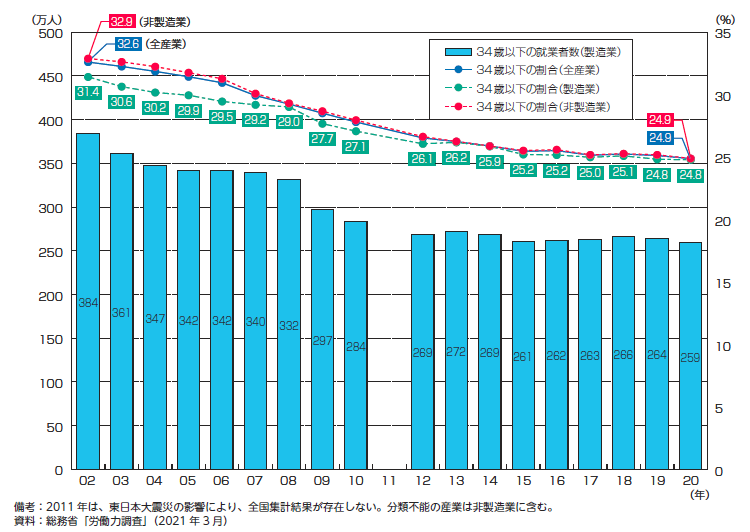 (万人)
(%)
32.9 (非製造業)
32.6 (全産業)
500
450
400
350
300
250
200
150
100
50
0
35
30
25
20
15
10
5
0
34歳以下の就業者数(製造業)
34歳以下の割合(全産業)
34歳以下の割合(製造業)
34歳以下の割合(非製造業)
31.4 30.6 30.2 29.9 29.5 29.2 29.0 27.7 27.1 26.1 26.2 25.9 25.2 25.2 25.0 25.1 24.8 24.8
24.9
24.9
384 361 347 342 342 340 332 297 284 269 272 269 261 262 263 266 264 259
02 03 04 05 06 07 08 09 10 11 12 13 14 15 16 17 18 19 20
(年)
備考:2011年は、東日本大震災の影響により、全国集計結果が存在しない。分類不能の産業は非製造業に含む。
資料:総務省「労働力調査」(2021年3月)